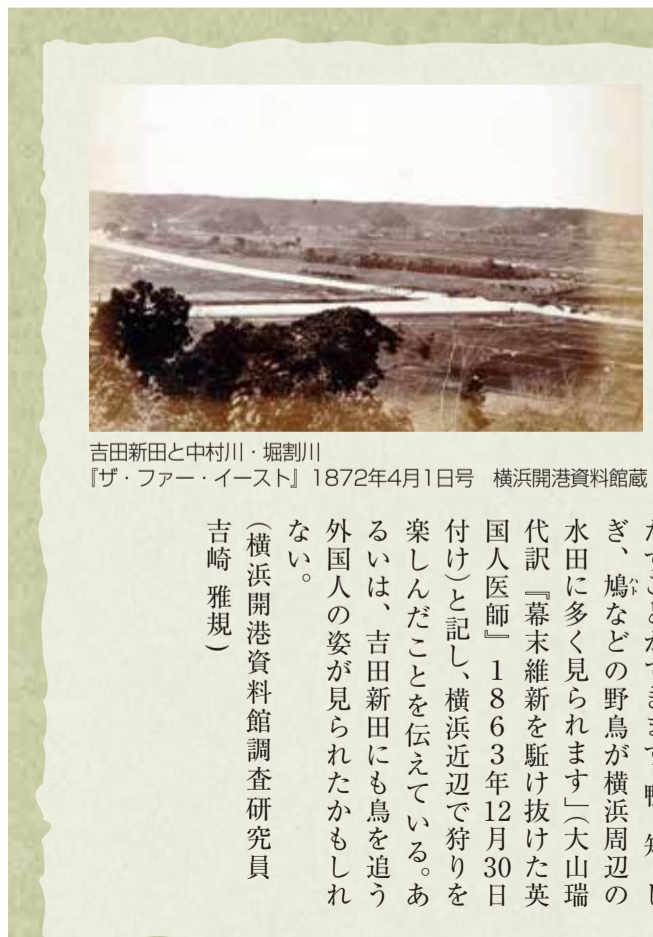 吉田新田と中村川・堀割川
『ザ・ファー・イースト』1872年4月1日号　横浜開港資料館蔵
ぎ、鳩などの野鳥が横浜周辺の
ハト
水田に多く見られます」(大山瑞
代訳『幕末維新を駈け抜けた英
国人医師』1863年12月30日
付け)と記し、横浜近辺で狩りを
楽しんだことを伝えている。あ
るいは、吉田新田にも鳥を追う
外国人の姿が見られたかもしれ
ない。
(横浜開港資料館調査研究員
吉崎 雅規)